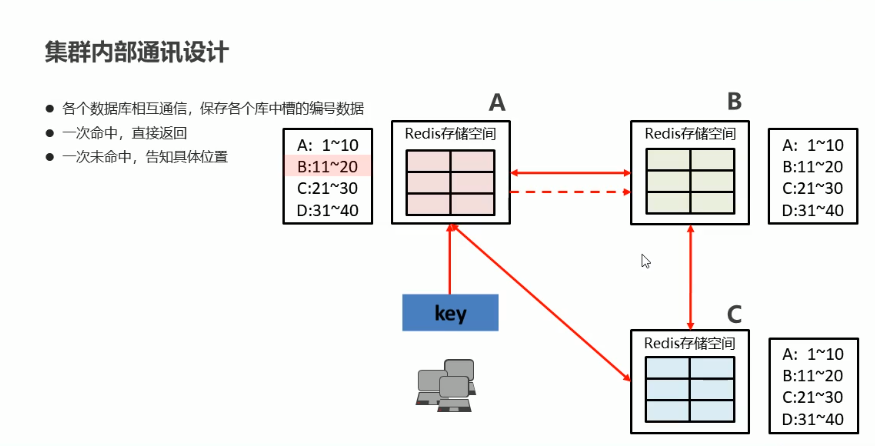 集群内部通讯设计
● 各个数据库相互通信，保存各个库中槽的编号数据
● 一次命中，直接返回
● 一次未命中，告知具体位置
A
Redis存储空间
A: 1~10
B:11~20
C:21~30
D:31~40
B
Redis存储空间
A: 1~10
B:11~20
C:21~30
D:31~40
key
C
Redis存储空间
A: 1~10
B:11~20
C:21~30
D:31~40